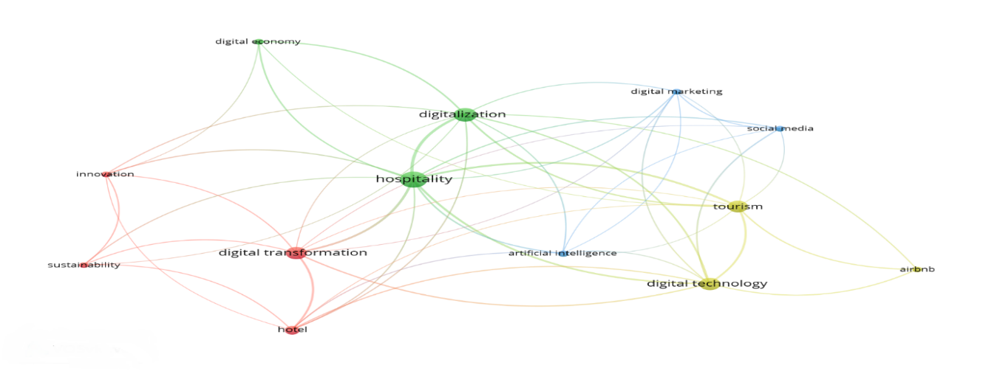 digital economy
digital marketing
digitalization
social media
innovation
hospitality
tourism
digital transformation
artificial intelligence
sustainability
airbnb
digital technology
hotel